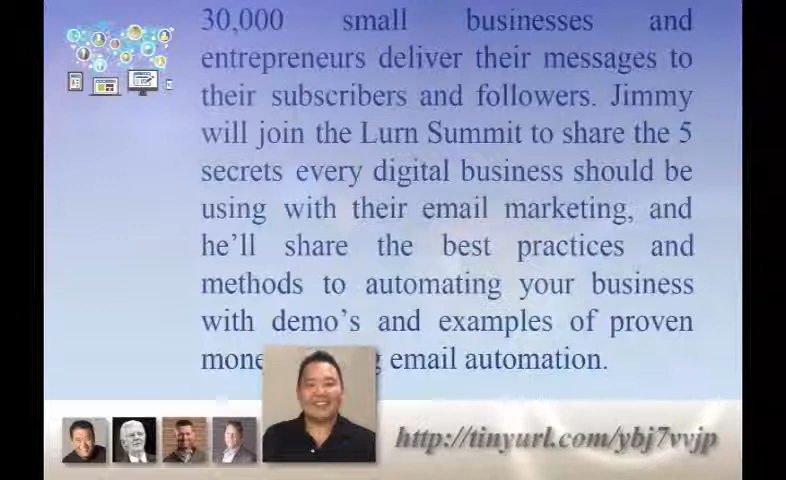 30,000 small businesses and
entrepreneurs deliver their messages to
their subscribers and followers. Jimmy
will join the Lurn Summit to share the 5
secrets every digital business should be
using with their email marketing, and
he'll share the best practices and
methods to automating your business
with demo's and examples of proven
email automation.
http://tinyurl.com/ybj7vvjp